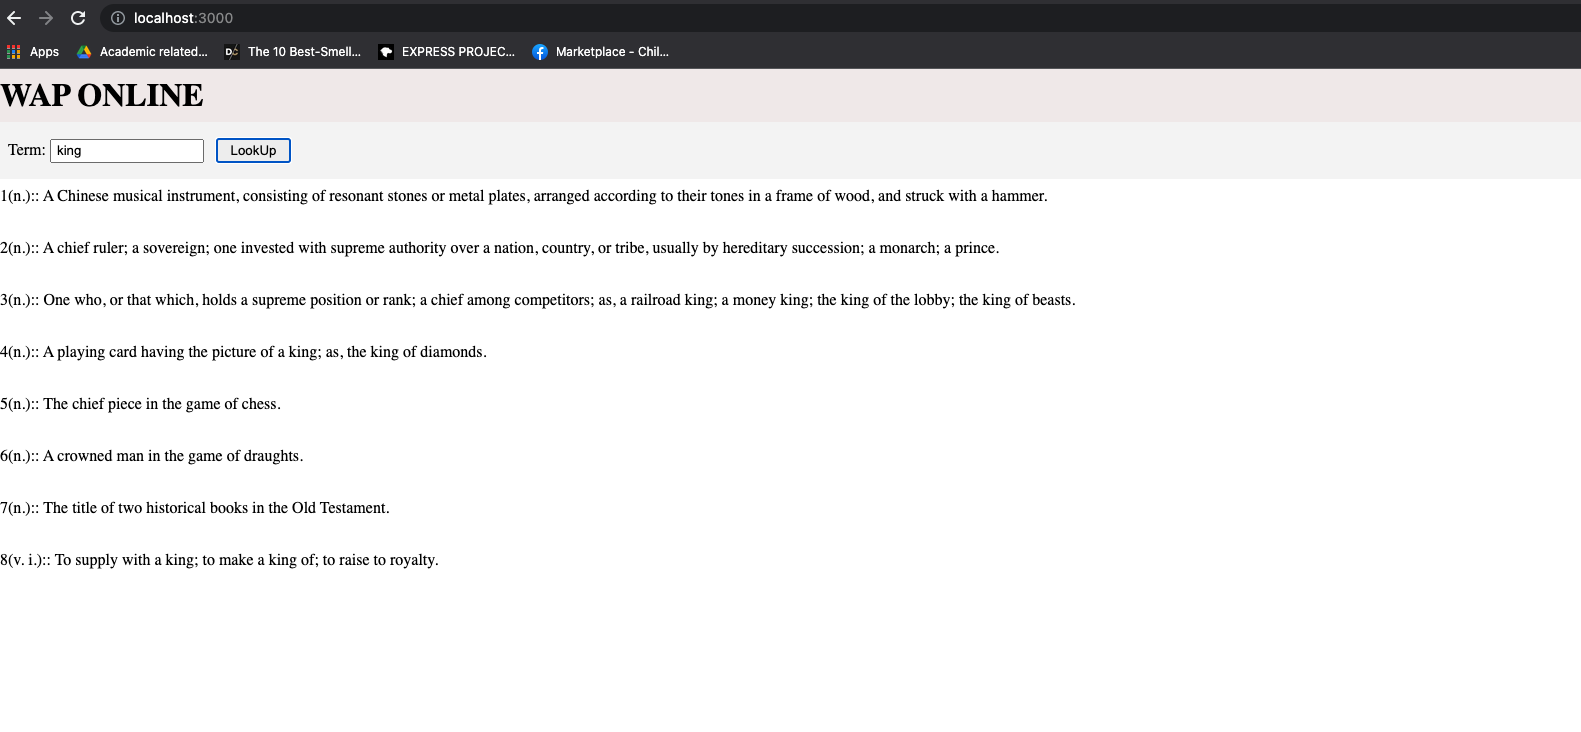 localhost:3000
Apps Academic related... The 10 Best-Smell... EXPRESS PROJEC... Marketplace - Chil...
WAP ONLINE
Term: king LookUp
1(n.):: A Chinese musical instrument, consisting of resonant stones or metal plates, arranged according to their tones in a frame of wood, and struck with a hammer.
2(n.):: A chief ruler; a sovereign; one invested with supreme authority over a nation, country, or tribe, usually by hereditary succession; a monarch; a prince.
3(n.):: One who, or that which, holds a supreme position or rank; a chief among competitors; as, a railroad king; a money king; the king of the lobby; the king of beasts.
4(n.):: A playing card having the picture of a king; as, the king of diamonds.
5(n.):: The chief piece in the game of chess.
6(n.):: A crowned man in the game of draughts.
7(n.):: The title of two historical books in the Old Testament.
8(v. i.):: To supply with a king; to make a king of; to raise to royalty.